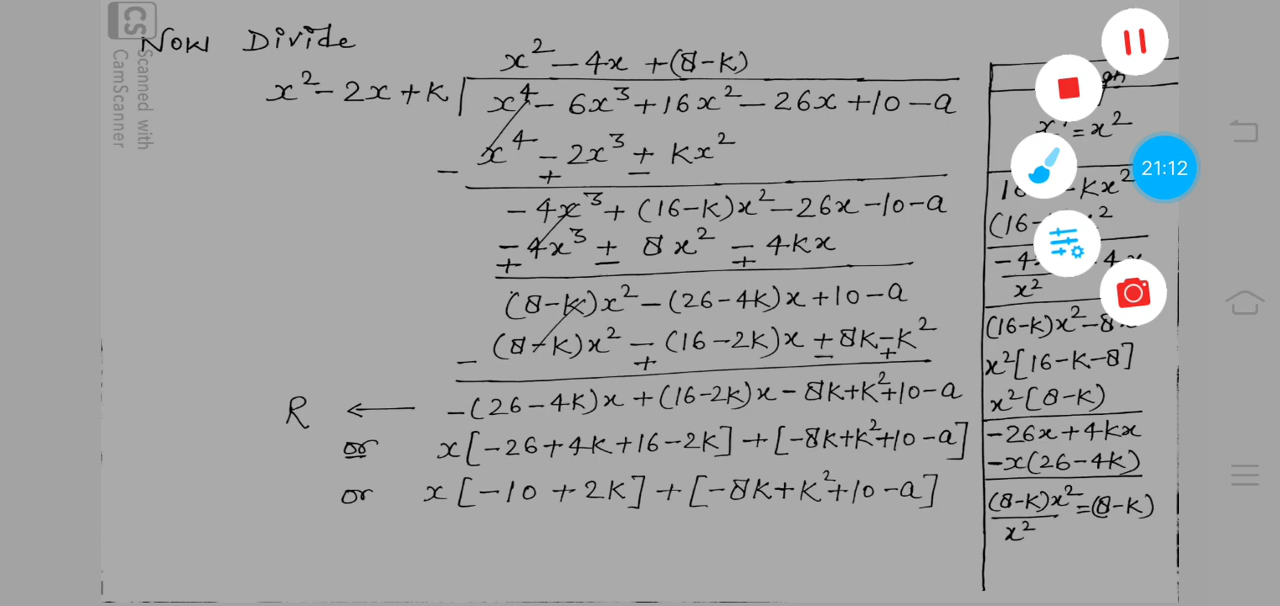 Now Divide
x² - 4x + (8-K)
x² - 2x + K | x⁴ - 6x³ + 16x² - 26x + 10 - a
x⁴ - 2x³ + Kx²
- + -
-4x³ + (16-K)x² - 26x - 10 - a
-4x³ + 8x² - 4Kx
+ - +
(8-K)x² - (26-4K)x + 10 - a
(8-K)x² - (16-2K)x + 8K - K²
- + - +
R ← -(26-4K)x + (16-2K)x - 8K + K² + 10 - a
or x[-26 + 4K + 16 - 2K] + [-8K + K² + 10 - a]
or x[-10 + 2K] + [-8K + K² + 10 - a]
= x²
Kx²
(16-
x²
(16-K)x² - 8
x²[16-K-8]
x²(8-K)
-26x + 4Kx
-x(26-4K)
(8-K)x² = (8-K)
x²
21:12
CS
Scanned with
CamScanner